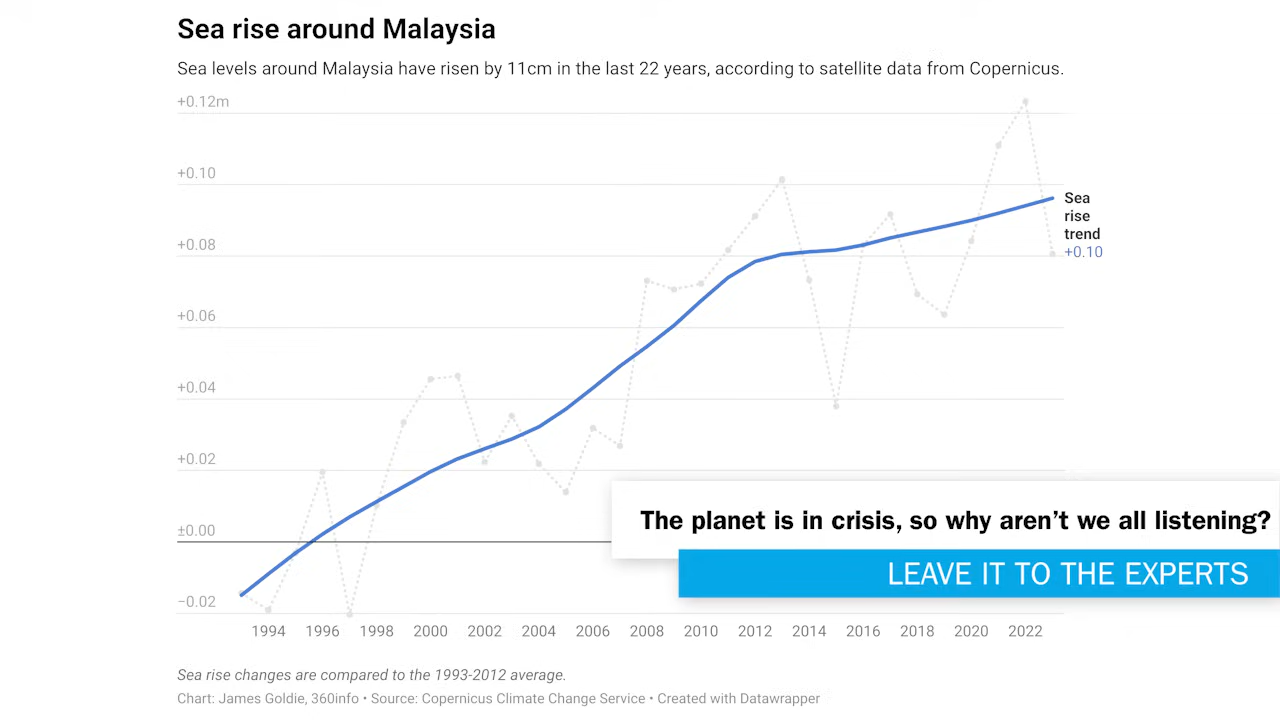 Sea rise around Malaysia
Sea levels around Malaysia have risen by 11cm in the last 22 years, according to satellite data from Copernicus.
+0.12m
+0.10
+0.08
+0.06
+0.04
+0.02
±0.00
−0.02
Sea
rise
trend
+0.10
The planet is in crisis, so why aren't we all listening?
LEAVE IT TO THE EXPERTS
1994 1996 1998 2000 2002 2004 2006 2008 2010 2012 2014 2016 2018 2020 2022
Sea rise changes are compared to the 1993-2012 average.
Chart: James Goldie, 360info • Source: Copernicus Climate Change Service • Created with Datawrapper